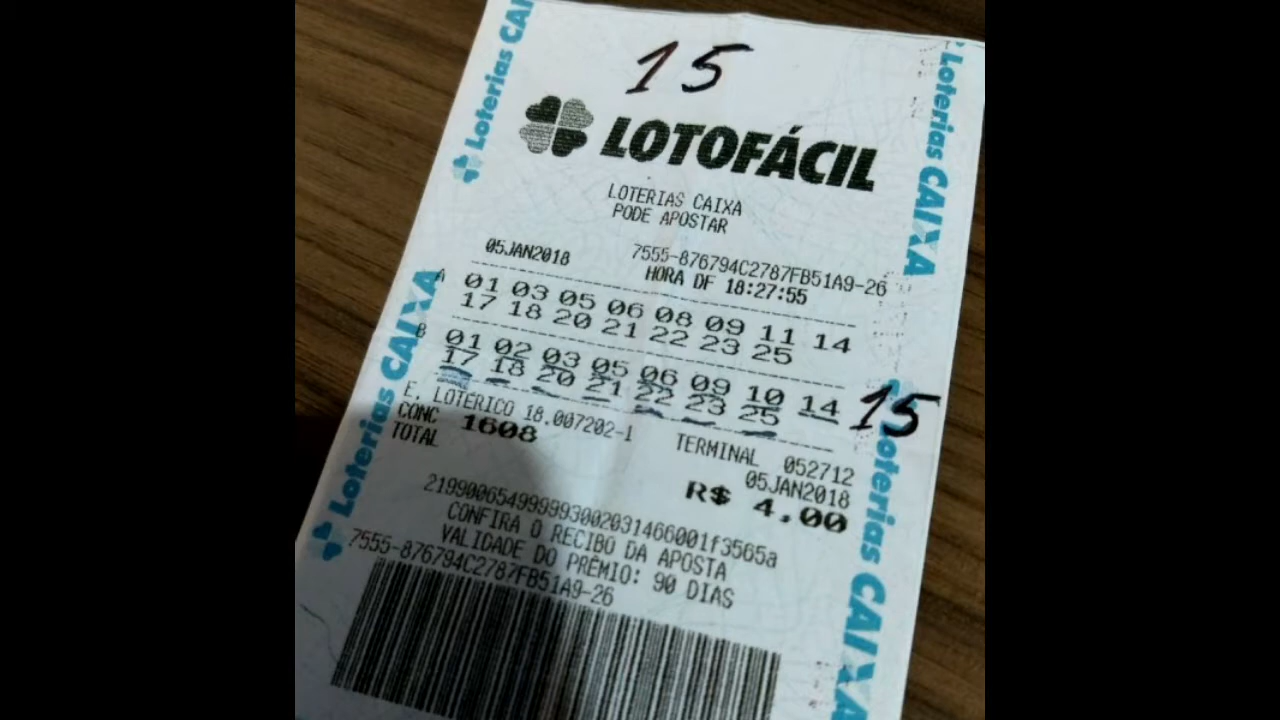 15
LOTOFÁCIL
LOTERIAS CAIXA
PODE APOSTAR
05JAN2018 7555-876794C2787FB51A9-26
HORA DF 18:27:55
A 01 03 05 06 08 09 11 14
17 18 20 21 22 23 25
B 01 02 03 05 06 09 10 14 15
17 18 20 21 22 23 25
E. LOTÉRICO 18.007202-1 TERMINAL 052712
CONC 1608 05JAN2018
TOTAL R$ 4.00
219900654999993002031466001f3565a
CONFIRA O RECIBO DA APOSTA
VALIDADE DO PRÊMIO: 90 DIAS
7555-876794C2787FB51A9-26
Loterias CAIXA
Loterias CAIXA
Loterias CAIXA
Loterias CAIXA